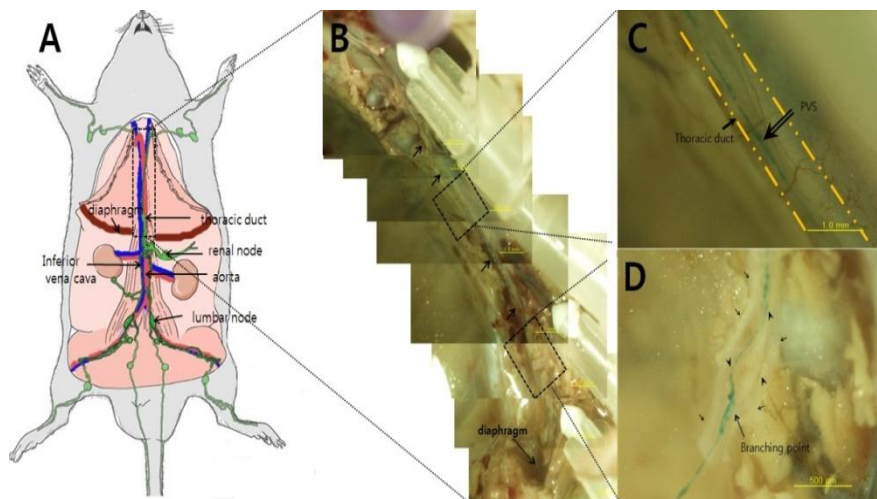 A
diaphragm
thoracic duct
renal node
Inferior
vena cava
aorta
lumbar node
B
diaphragm
C
PVS
Thoracic duct
1.0 mm
D
Branching point
500 μm